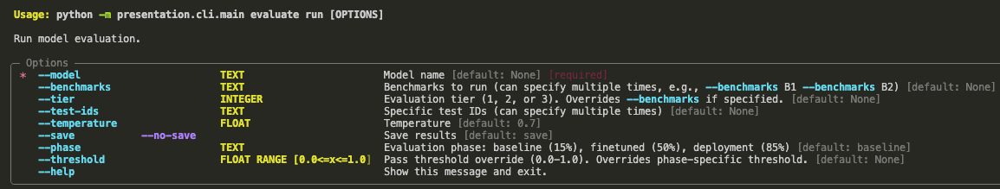 Usage: python -m presentation.cli.main evaluate run [OPTIONS]
Run model evaluation.
Options
* --model TEXT Model name [default: None] [required]
--benchmarks TEXT Benchmarks to run (can specify multiple times, e.g., --benchmarks B1 --benchmarks B2) [default: None]
--tier INTEGER Evaluation tier (1, 2, or 3). Overrides --benchmarks if specified. [default: None]
--test-ids TEXT Specific test IDs (can specify multiple times) [default: None]
--temperature FLOAT Temperature [default: 0.7]
--save --no-save Save results [default: save]
--phase TEXT Evaluation phase: baseline (15%), finetuned (50%), deployment (85%) [default: baseline]
--threshold FLOAT RANGE [0.0<=x<=1.0] Pass threshold override (0.0-1.0). Overrides phase-specific threshold. [default: None]
--help Show this message and exit.